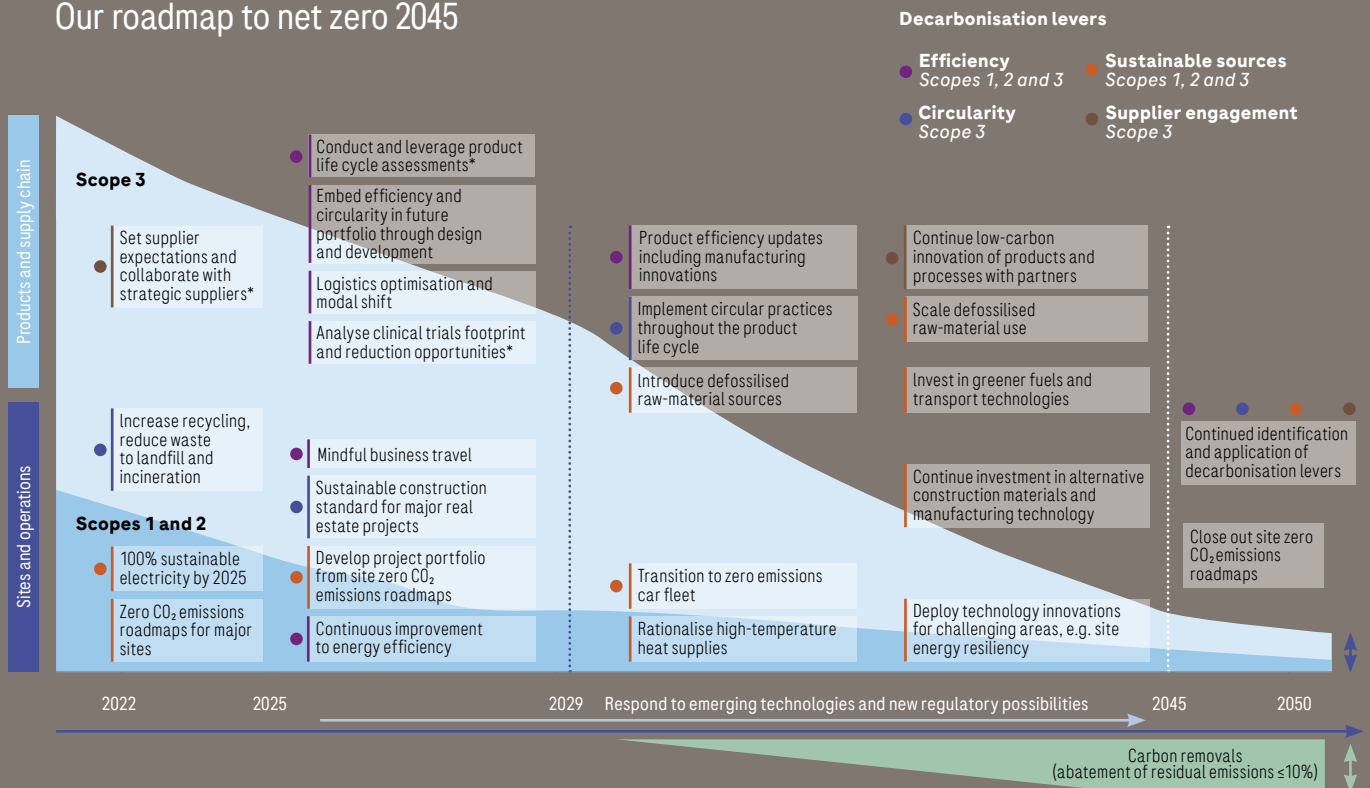 Our roadmap to net zero 2045
Decarbonisation levers
Efficiency
Scopes 1, 2 and 3
Sustainable sources
Scopes 1, 2 and 3
Circularity
Scope 3
Supplier engagement
Scope 3
Products and supply chain
Sites and operations
Scope 3
Set supplier
expectations and
collaborate with
strategic suppliers*
Increase recycling,
reduce waste
to landfill and
incineration
Scopes 1 and 2
100% sustainable
electricity by 2025
Zero CO₂ emissions
roadmaps for major
sites
Conduct and leverage product
life cycle assessments*
Embed efficiency and
circularity in future
portfolio through design
and development
Logistics optimisation and
modal shift
Analyse clinical trials footprint
and reduction opportunities*
Mindful business travel
Sustainable construction
standard for major real
estate projects
Develop project portfolio
from site zero CO₂
emissions roadmaps
Continuous improvement
to energy efficiency
Product efficiency updates
including manufacturing
innovations
Implement circular practices
throughout the product
life cycle
Introduce defossilised
raw-material sources
Transition to zero emissions
car fleet
Rationalise high-temperature
heat supplies
Continue low-carbon
innovation of products and
processes with partners
Scale defossilised
raw-material use
Invest in greener fuels and
transport technologies
Continue investment in alternative
construction materials and
manufacturing technology
Deploy technology innovations
for challenging areas, e.g. site
energy resiliency
Continued identification
and application of
decarbonisation levers
Close out site zero
CO₂ emissions
roadmaps
2022
2025
2029
Respond to emerging technologies and new regulatory possibilities
2045
2050
Carbon removals
(abatement of residual emissions ≤10%)